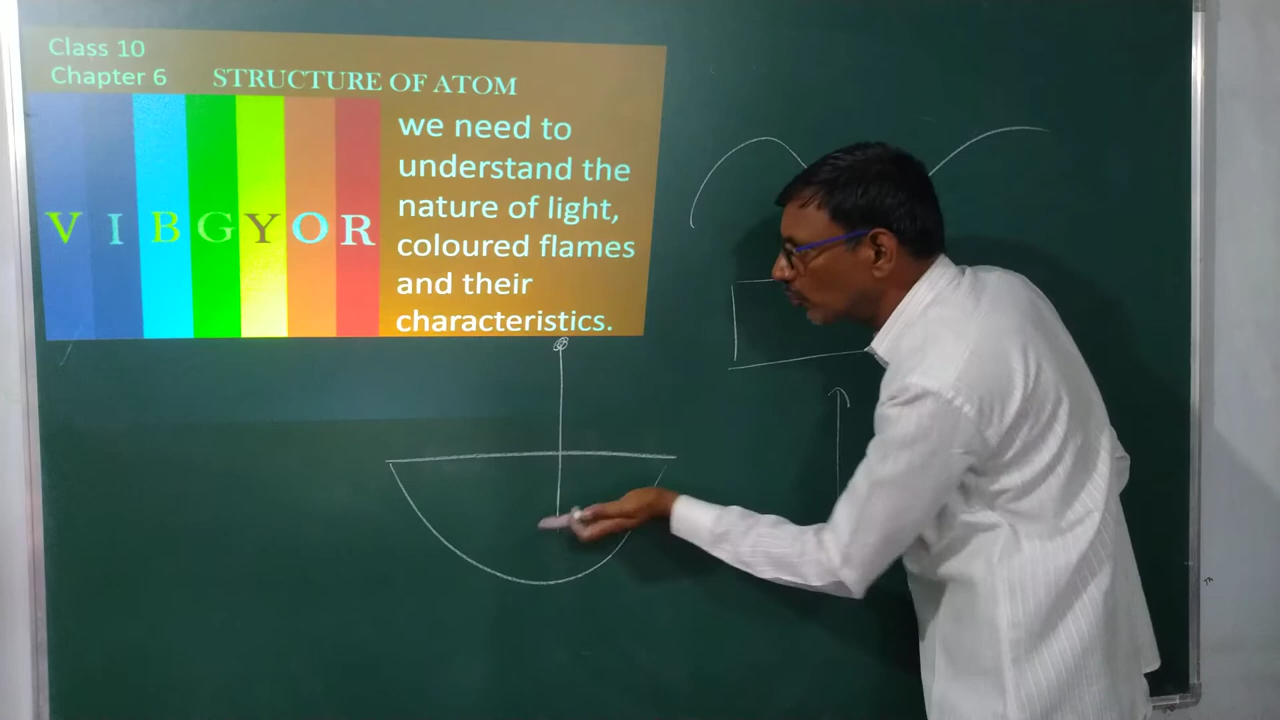 Class 10
Chapter 6 STRUCTURE OF ATOM
we need to
understand the
nature of light,
coloured flames
and their
characteristics.
V I B G Y O R